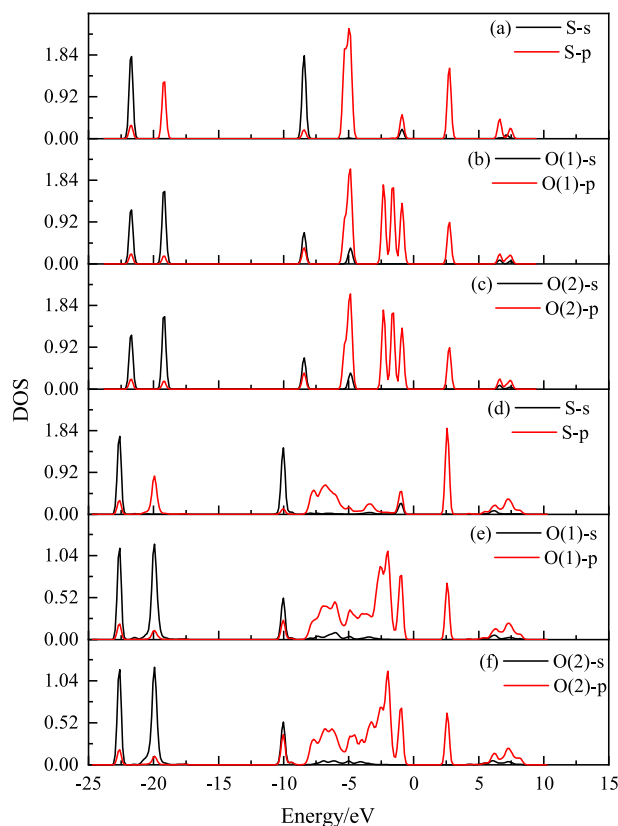 (a) S-s
S-p
1.84
0.92
0.00
(b) O(1)-s
O(1)-p
1.84
0.92
0.00
(c) O(2)-s
O(2)-p
1.84
0.92
0.00
DOS
(d) S-s
S-p
1.84
0.92
0.00
(e) O(1)-s
O(1)-p
1.04
0.52
0.00
(f) O(2)-s
O(2)-p
1.04
0.52
0.00
-25 -20 -15 -10 -5 0 5 10 15
Energy/eV